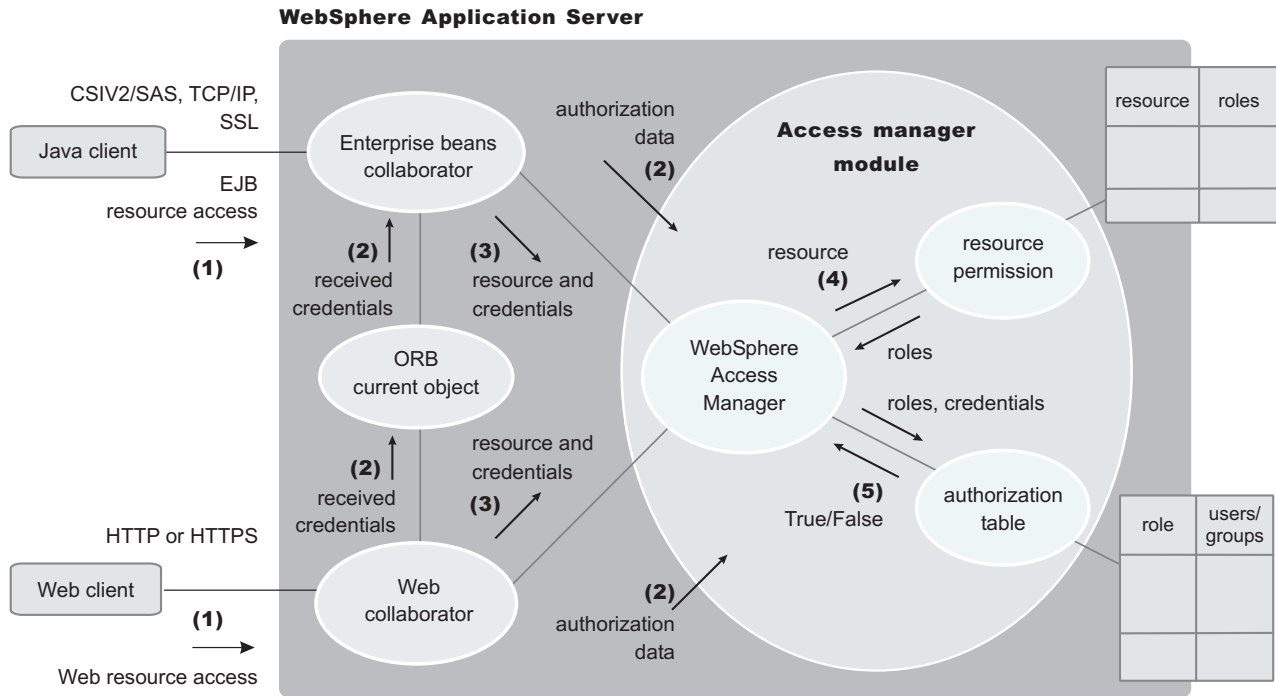 WebSphere Application Server
CSIV2/SAS, TCP/IP,
SSL
Java client
EJB
resource access
(1)
Enterprise beans
collaborator
authorization
data
(2)
Access manager
module
resource
roles
(2)
received
credentials
(3)
resource and
credentials
resource
(4)
resource
permission
roles
ORB
current object
WebSphere
Access
Manager
roles, credentials
(2)
received
credentials
resource and
credentials
(3)
(5)
True/False
authorization
table
role
users/
groups
HTTP or HTTPS
Web client
(1)
Web resource access
Web
collaborator
(2)
authorization
data